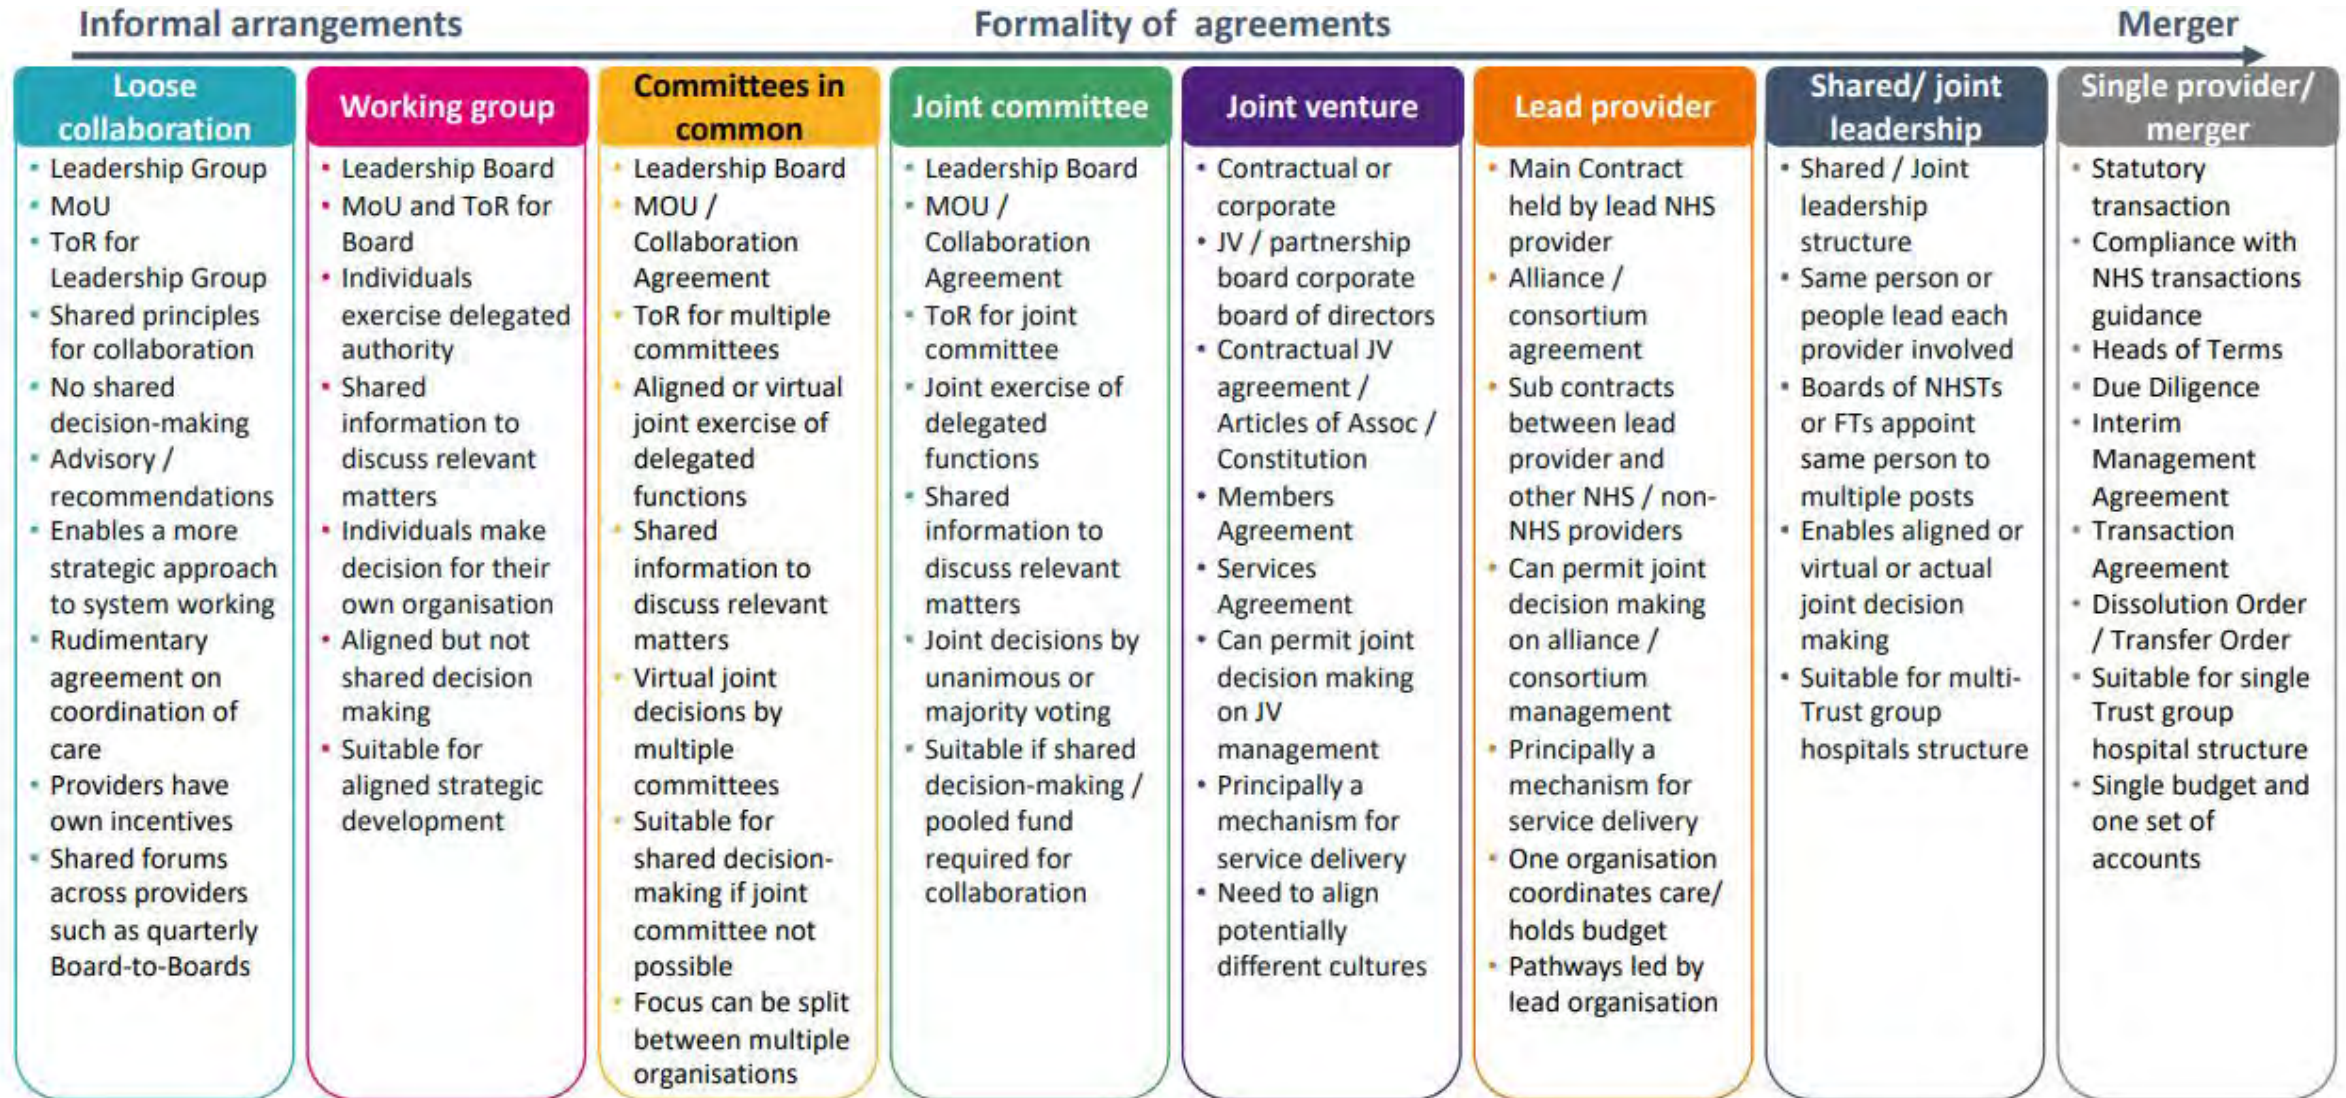 Informal arrangements
Formality of agreements
Merger
Loose
collaboration
• Leadership Group
• MoU
• ToR for
Leadership Group
• Shared principles
for collaboration
• No shared
decision-making
• Advisory /
recommendations
• Enables a more
strategic approach
to system working
• Rudimentary
agreement on
coordination of
care
• Providers have
own incentives
• Shared forums
across providers
such as quarterly
Board-to-Boards
Working group
• Leadership Board
• MoU and ToR for
Board
• Individuals
exercise delegated
authority
• Shared
information to
discuss relevant
matters
• Individuals make
decision for their
own organisation
• Aligned but not
shared decision
making
• Suitable for
aligned strategic
development
Committees in
common
• Leadership Board
• MOU /
Collaboration
Agreement
• ToR for multiple
committees
• Aligned or virtual
joint exercise of
delegated
functions
• Shared
information to
discuss relevant
matters
• Virtual joint
decisions by
multiple
committees
• Suitable for
shared decision-
making if joint
committee not
possible
• Focus can be split
between multiple
organisations
Joint committee
• Leadership Board
• MOU /
Collaboration
Agreement
• ToR for joint
committee
• Joint exercise of
delegated
functions
• Shared
information to
discuss relevant
matters
• Joint decisions by
unanimous or
majority voting
• Suitable if shared
decision-making /
pooled fund
required for
collaboration
Joint venture
• Contractual or
corporate
• JV / partnership
board corporate
board of directors
• Contractual JV
agreement /
Articles of Assoc /
Constitution
• Members
Agreement
• Services
Agreement
• Can permit joint
decision making
on JV
management
• Principally a
mechanism for
service delivery
• Need to align
potentially
different cultures
Lead provider
• Main Contract
held by lead NHS
provider
• Alliance /
consortium
agreement
• Sub contracts
between lead
provider and
other NHS / non-
NHS providers
• Can permit joint
decision making
on alliance /
consortium
management
• Principally a
mechanism for
service delivery
• One organisation
coordinates care/
holds budget
• Pathways led by
lead organisation
Shared/ joint
leadership
• Shared / Joint
leadership
structure
• Same person or
people lead each
provider involved
• Boards of NHSTs
or FTs appoint
same person to
multiple posts
• Enables aligned or
virtual or actual
joint decision
making
• Suitable for multi-
Trust group
hospitals structure
Single provider/
merger
• Statutory
transaction
• Compliance with
NHS transactions
guidance
• Heads of Terms
• Due Diligence
• Interim
Management
Agreement
• Transaction
Agreement
• Dissolution Order
/ Transfer Order
• Suitable for single
Trust group
hospital structure
• Single budget and
one set of
accounts